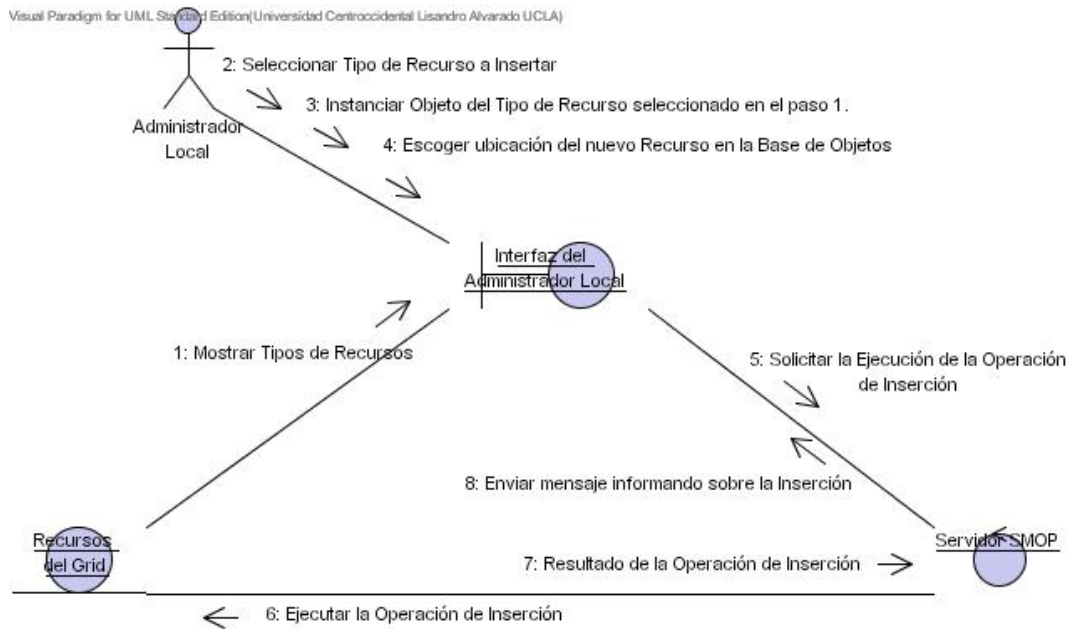 Visual Paradigm for UML Standard Edition(Universidad Centroccidental Lisandro Alvarado UCLA)
2: Seleccionar Tipo de Recurso a Insertar
3: Instanciar Objeto del Tipo de Recurso seleccionado en el paso 1.
Administrador
Local
4: Escoger ubicación del nuevo Recurso en la Base de Objetos
Interfaz del
Administrador Local
1: Mostrar Tipos de Recursos
5: Solicitar la Ejecución de la Operación
de Inserción
8: Enviar mensaje informando sobre la Inserción
Recursos
del Grid
Servidor SMOP
7: Resultado de la Operación de Inserción
6: Ejecutar la Operación de Inserción